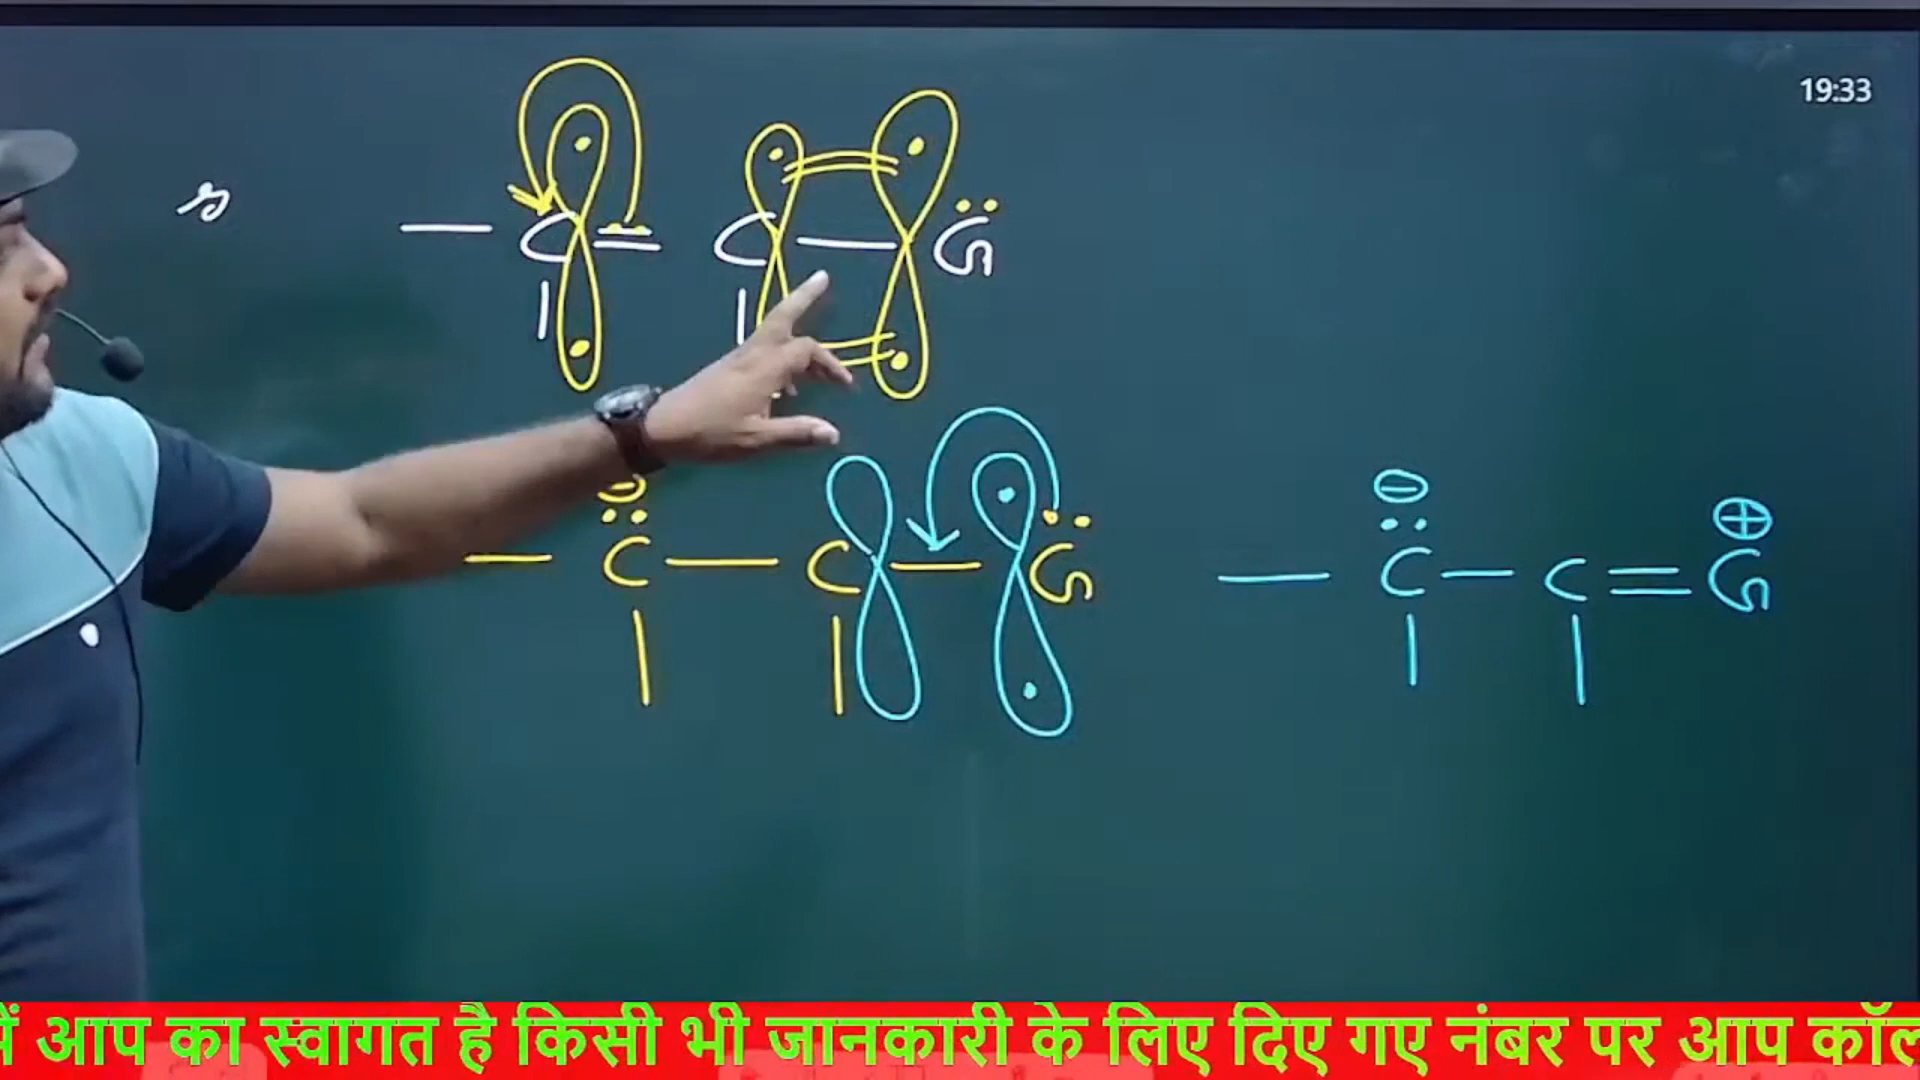 19:33
— C = C — G
⊖ ⊖ ⊕
— C — C — G — C — C = G
में आप का स्वागत है किसी भी जानकारी के लिए दिए गए नंबर पर आप कॉल